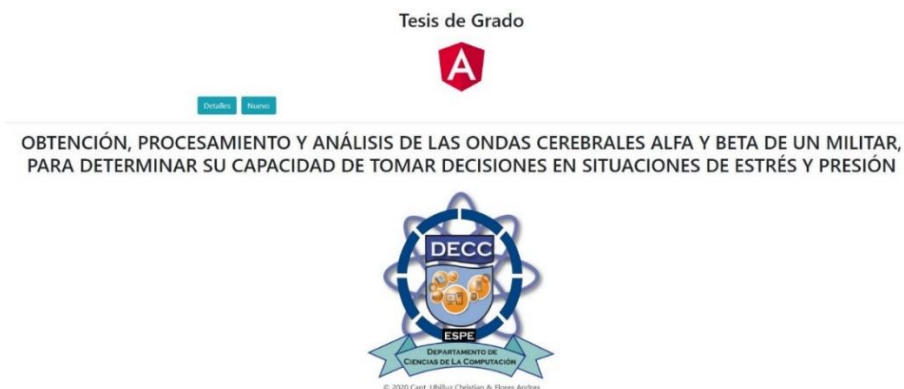 Tesis de Grado
A
Detalles Nuevo
OBTENCIÓN, PROCESAMIENTO Y ANÁLISIS DE LAS ONDAS CEREBRALES ALFA Y BETA DE UN MILITAR,
PARA DETERMINAR SU CAPACIDAD DE TOMAR DECISIONES EN SITUACIONES DE ESTRÉS Y PRESIÓN
DECC
ESPE
DEPARTAMENTO DE
CIENCIAS DE LA COMPUTACIÓN
© 2020 Capt. Ubilluz Christian & Flores Andres